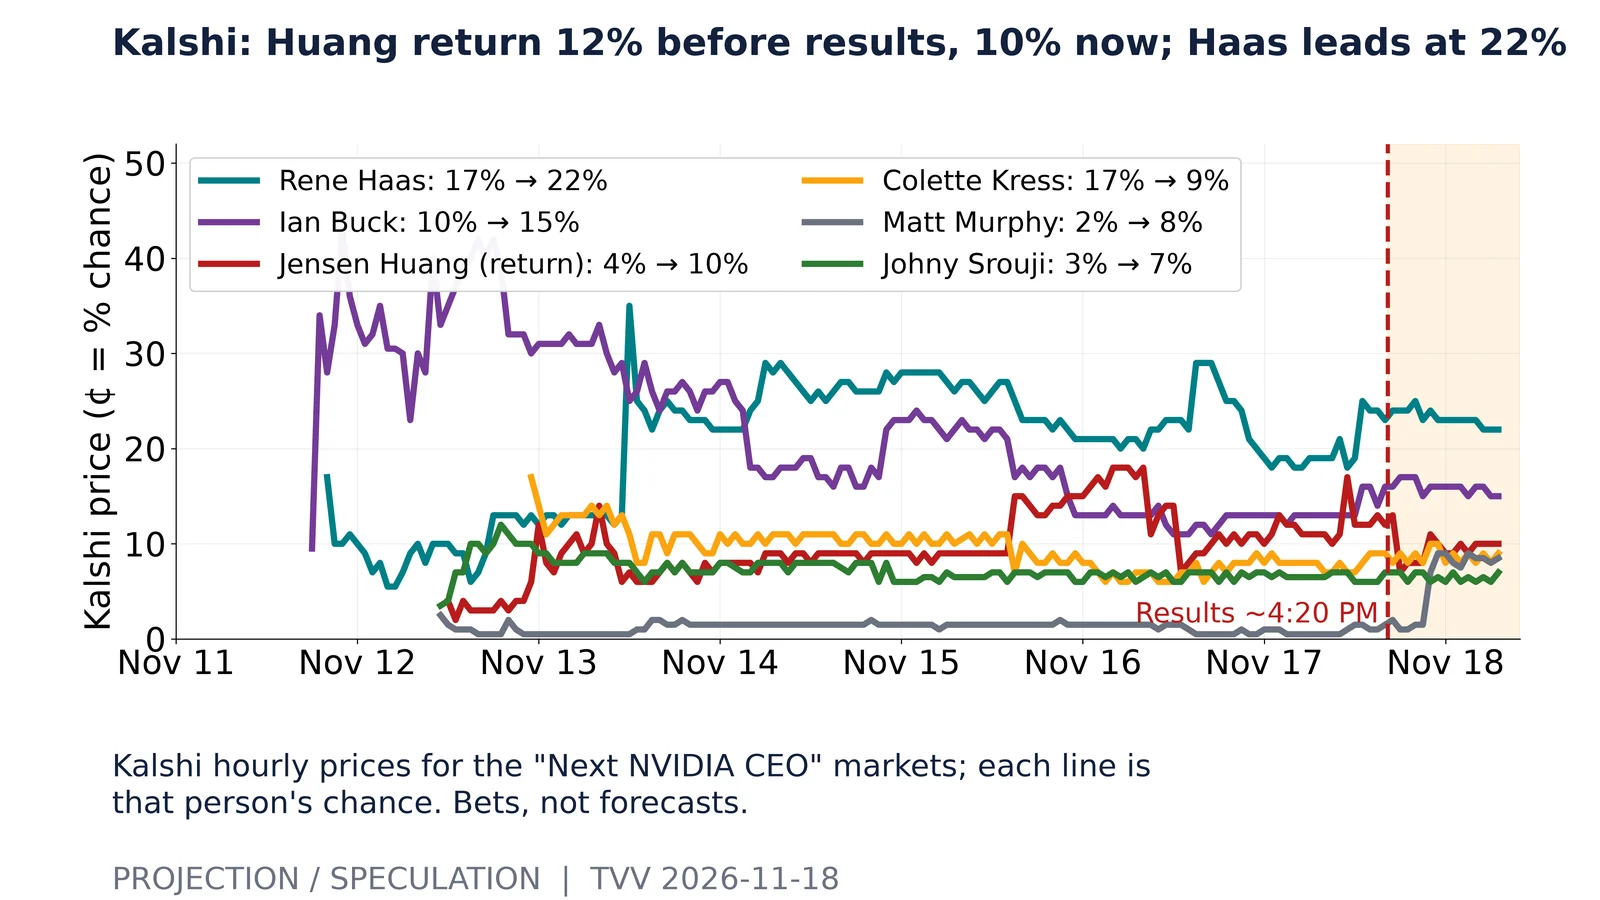 Kalshi: Huang return 12% before results, 10% now; Haas leads at 22%
Kalshi price (¢ = % chance)
50
40
30
20
10
0
Rene Haas: 17% → 22%
Ian Buck: 10% → 15%
Jensen Huang (return): 4% → 10%
Colette Kress: 17% → 9%
Matt Murphy: 2% → 8%
Johny Srouji: 3% → 7%
Results ~4:20 PM
Nov 11
Nov 12
Nov 13
Nov 14
Nov 15
Nov 16
Nov 17
Nov 18
Kalshi hourly prices for the "Next NVIDIA CEO" markets; each line is
that person's chance. Bets, not forecasts.
PROJECTION / SPECULATION | TVV 2026-11-18